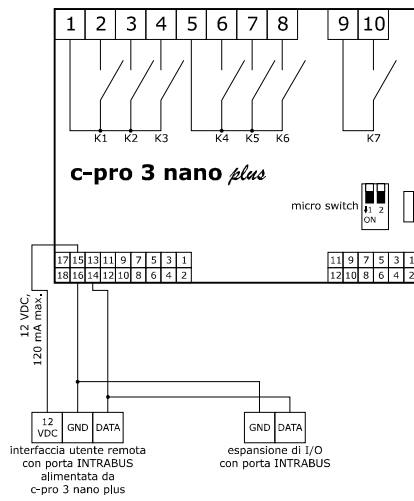 1 2 3 4 5 6 7 8 9 10
K1 K2 K3 K4 K5 K6 K7
c-pro 3 nano plus
micro switch
1 2
ON
17 15 13 11 9 7 5 3 1
18 16 14 12 10 8 6 4 2
11 9 7 5 3 1
12 10 8 6 4 2
12 VDC,
120 mA max.
12 VDC
GND
DATA
GND
DATA
interfaccia utente remota
con porta INTRABUS
alimentata da
c-pro 3 nano plus
espansione di I/O
con porta INTRABUS